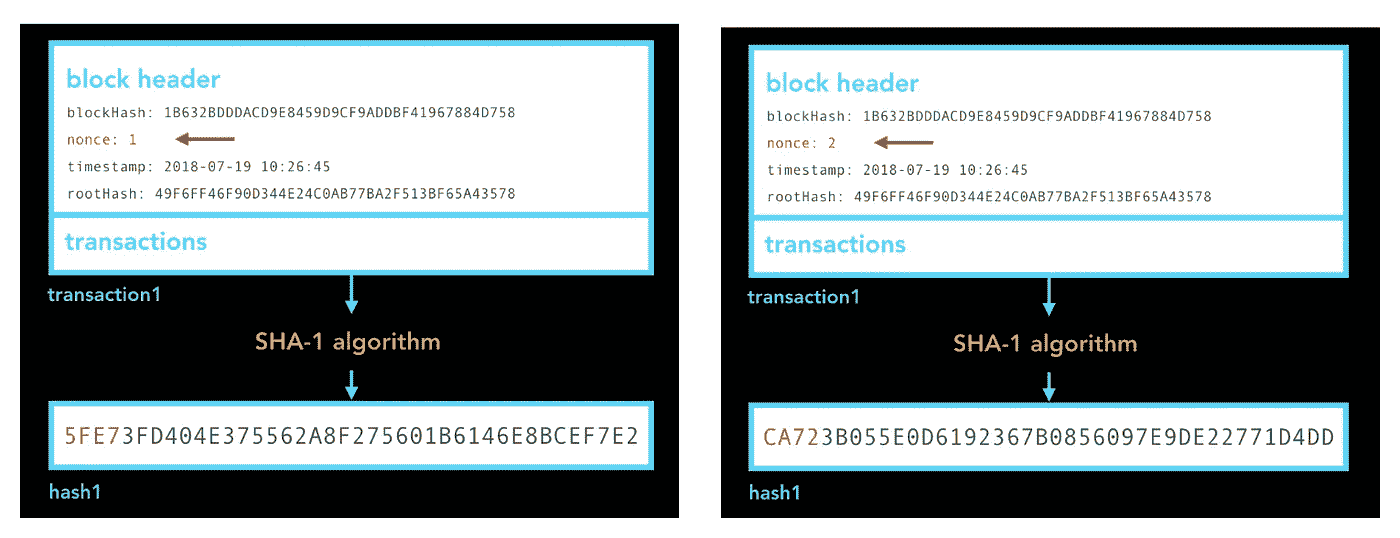 block header
blockHash: 1B632BDDDACD9E8459D9CF9ADDBF41967884D758
nonce: 1
timestamp: 2018-07-19 10:26:45
rootHash: 49F6FF46F90D344E24C0AB77BA2F513BF65A43578
transactions
transaction1
SHA-1 algorithm
5FE73FD404E375562A8F275601B6146E8BCEF7E2
hash1
block header
blockHash: 1B632BDDDACD9E8459D9CF9ADDBF41967884D758
nonce: 2
timestamp: 2018-07-19 10:26:45
rootHash: 49F6FF46F90D344E24C0AB77BA2F513BF65A43578
transactions
transaction1
SHA-1 algorithm
CA723B055E0D6192367B0856097E9DE22771D4DD
hash1